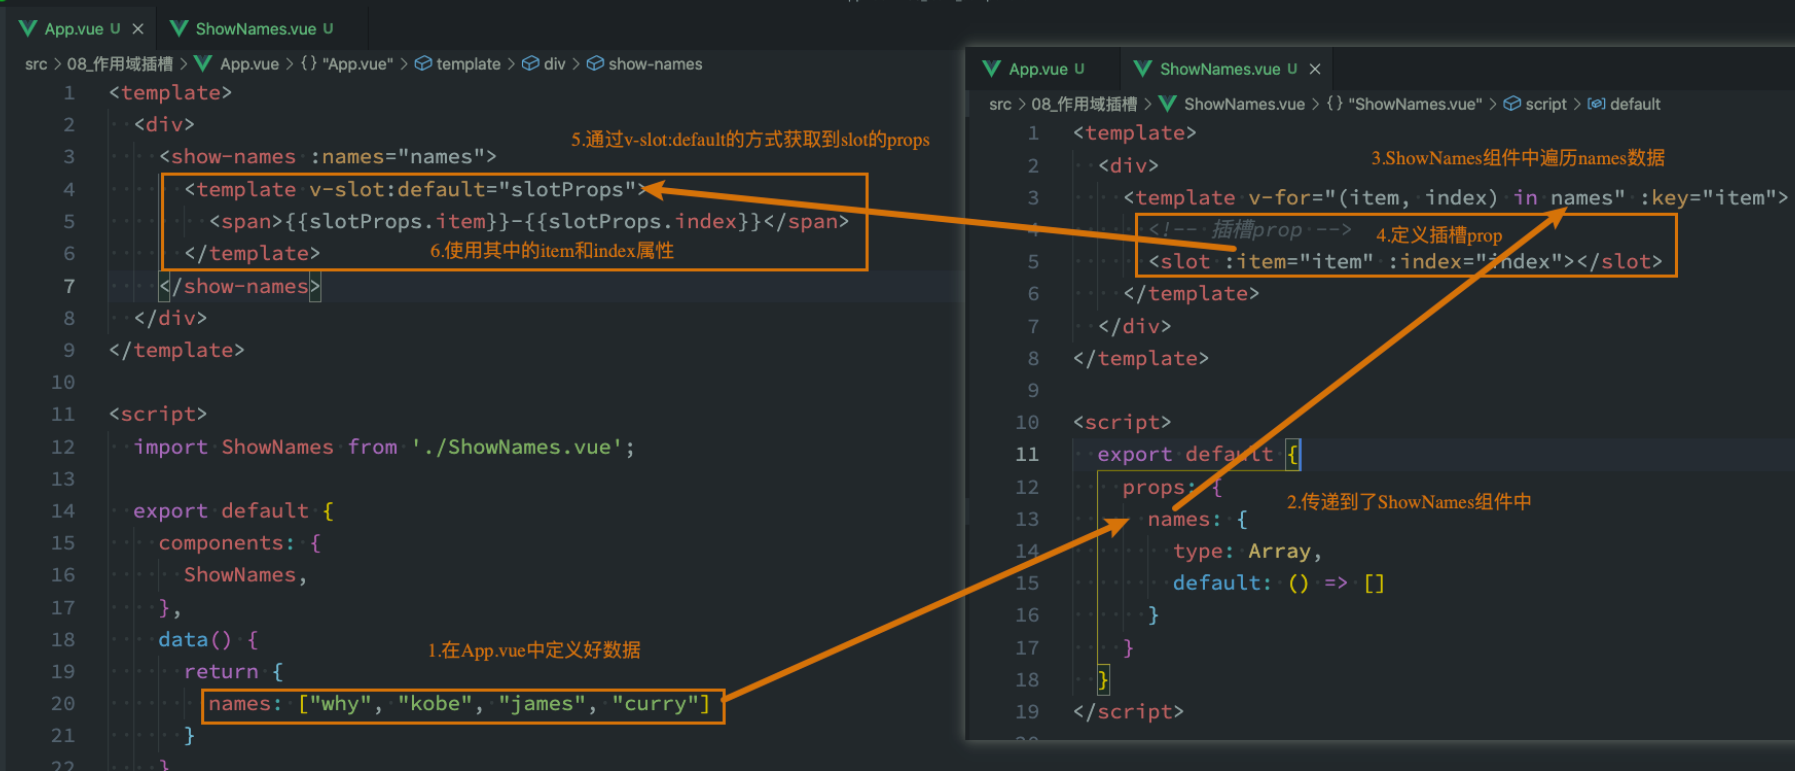 App.vue U ×
ShowNames.vue U
src > 08_作用域插槽 > App.vue > {} "App.vue" > template > div > show-names
1 <template>
2 <div>
5.通过v-slot:default的方式获取到slot的props
3 <show-names :names="names">
4 <template v-slot:default="slotProps">
5 <span>{{slotProps.item}}-{{slotProps.index}}</span>
6 </template>
6.使用其中的item和index属性
7 </show-names>
8 </div>
9 </template>
10
11 <script>
12 import ShowNames from './ShowNames.vue';
13
14 export default {
15 components: {
16 ShowNames,
17 },
18 data() {
1.在App.vue中定义好数据
19 return {
20 names: ["why", "kobe", "james", "curry"]
21 }
22 }
App.vue U
ShowNames.vue U ×
src > 08_作用域插槽 > ShowNames.vue > {} "ShowNames.vue" > script > default
1 <template>
3.ShowNames组件中遍历names数据
2 <div>
3 <template v-for="(item, index) in names" :key="item">
4 <!-- 插槽prop -->
4.定义插槽prop
5 <slot :item="item" :index="index"></slot>
6 </template>
7 </div>
8 </template>
9
10 <script>
11 export default {
12 props: {
2.传递到了ShowNames组件中
13 names: {
14 type: Array,
15 default: () => []
16 }
17 }
18 }
19 </script>